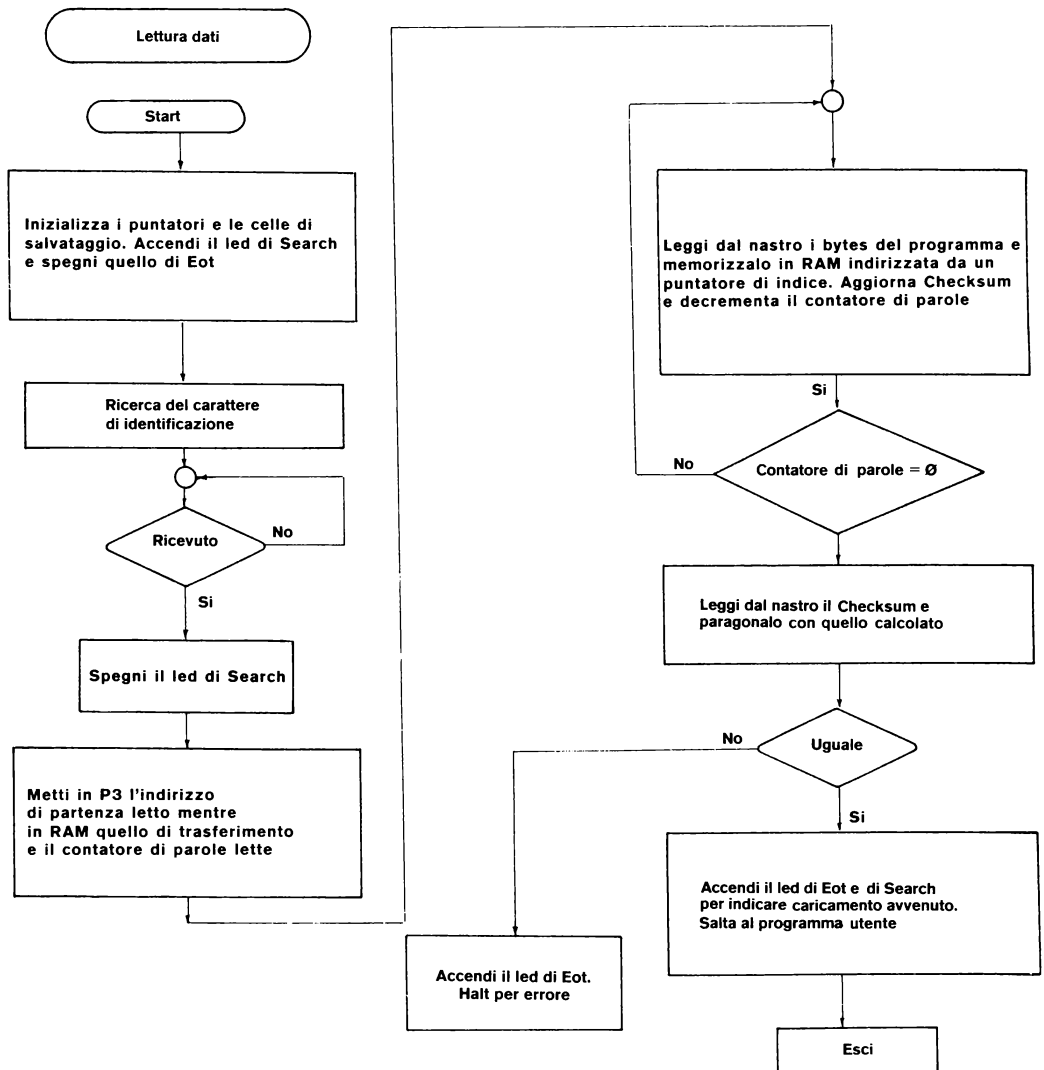 Lettura dati
Start
Inizializza i puntatori e le celle di
salvataggio. Accendi il led di Search
e spegni quello di Eot
Ricerca del carattere
di identificazione
Ricevuto
No
Si
Spegni il led di Search
Metti in P3 l'indirizzo
di partenza letto mentre
in RAM quello di trasferimento
e il contatore di parole lette
Leggi dal nastro i bytes del programma e
memorizzalo in RAM indirizzata da un
puntatore di indice. Aggiorna Checksum
e decrementa il contatore di parole
Si
No
Contatore di parole = Ø
Leggi dal nastro il Checksum e
paragonalo con quello calcolato
No
Uguale
Si
Accendi il led di Eot e di Search
per indicare caricamento avvenuto.
Salta al programma utente
Accendi il led di Eot.
Halt per errore
Esci